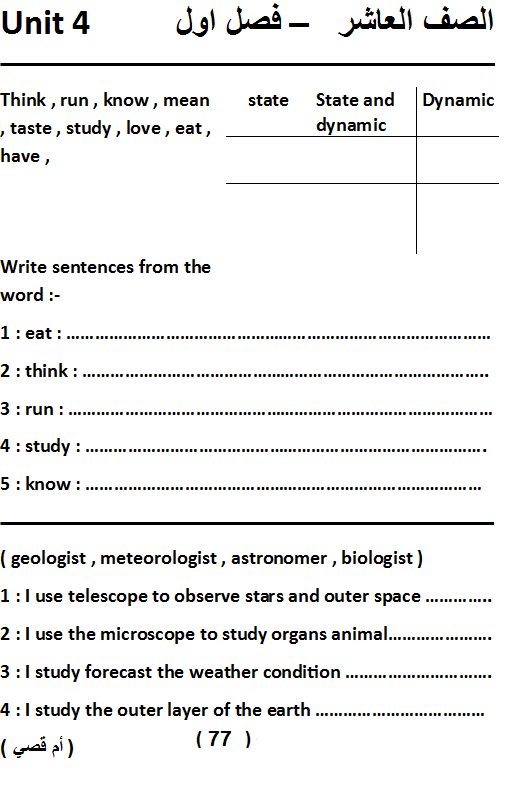 Unit 4 الصف العاشر – فصل اول
Think , run , know , mean
, taste , study , love , eat ,
have ,
state State and dynamic Dynamic
Write sentences from the
word :-
1 : eat : ……………………………………………………………………………
2 : think : ………………………………………………………………………..
3 : run : ……………………………………………………………………………
4 : study : ……………………………………………………………………….
5 : know : ………………………………………………………………………
( geologist , meteorologist , astronomer , biologist )
1 : I use telescope to observe stars and outer space …………..
2 : I use the microscope to study organs animal………………….
3 : I study forecast the weather condition ………………………….
4 : I study the outer layer of the earth ………………………………
( أم قصي ) ( 77 )